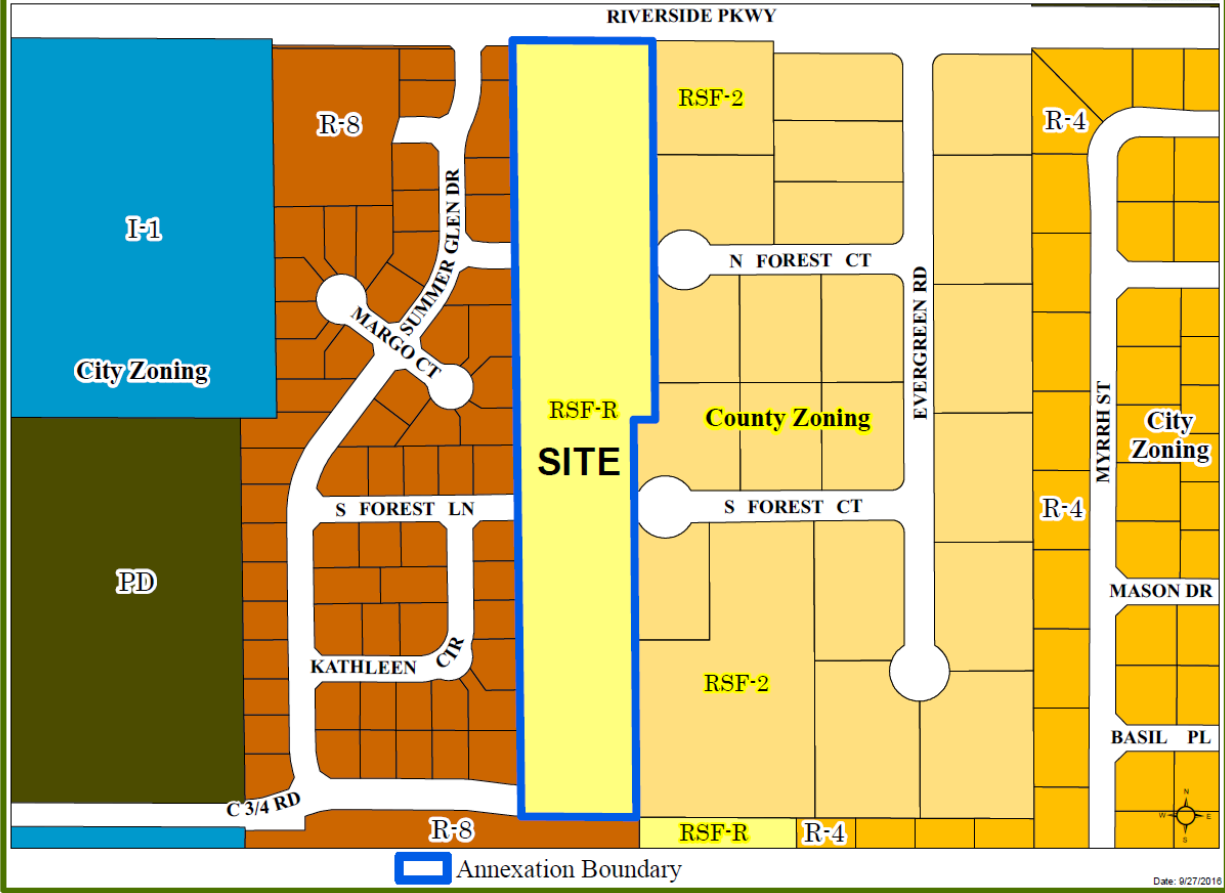 RIVERSIDE PKWY
R-8
RSF-2
R-4
I-1
SUMMER GLEN DR
N FOREST CT
MARGO CT
EVERGREEN RD
City Zoning
RSF-R
SITE
County Zoning
MYRRH ST
City
Zoning
S FOREST LN
S FOREST CT
R-4
PD
MASON DR
KATHLEEN CIR
RSF-2
BASIL PL
N
W E
S
C 3/4 RD
R-8
RSF-R
R-4
Annexation Boundary
Date: 9/27/2016